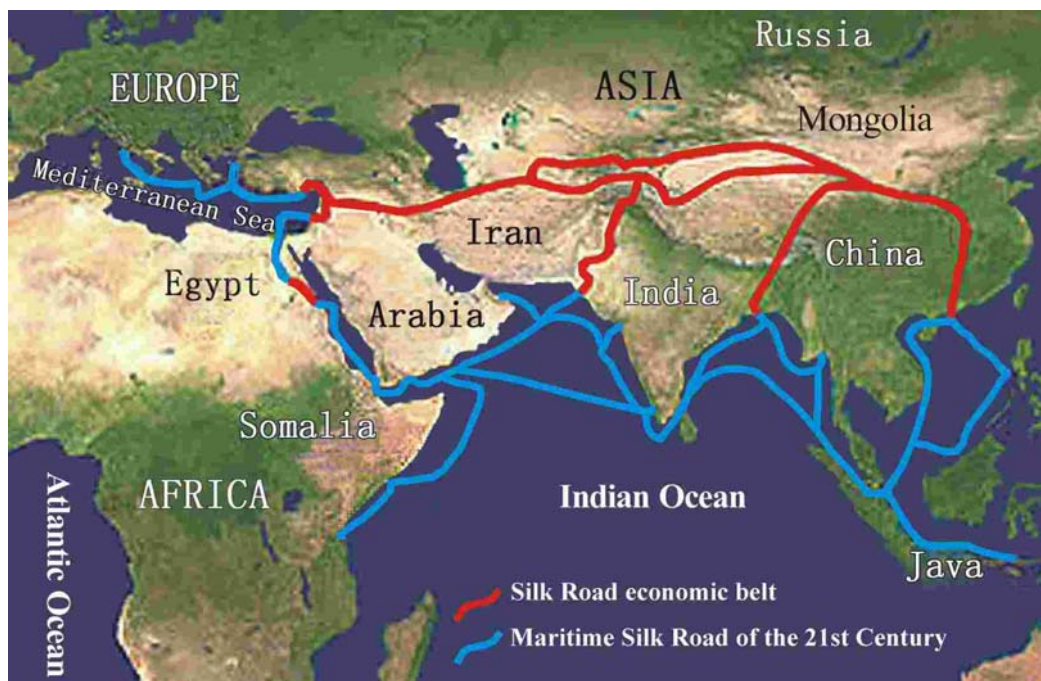 Russia
EUROPE
ASIA
Mongolia
Mediterranean Sea
Iran
China
Egypt
India
Arabia
Somalia
AFRICA
Indian Ocean
Atlantic Ocean
Java
Silk Road economic belt
Maritime Silk Road of the 21st Century